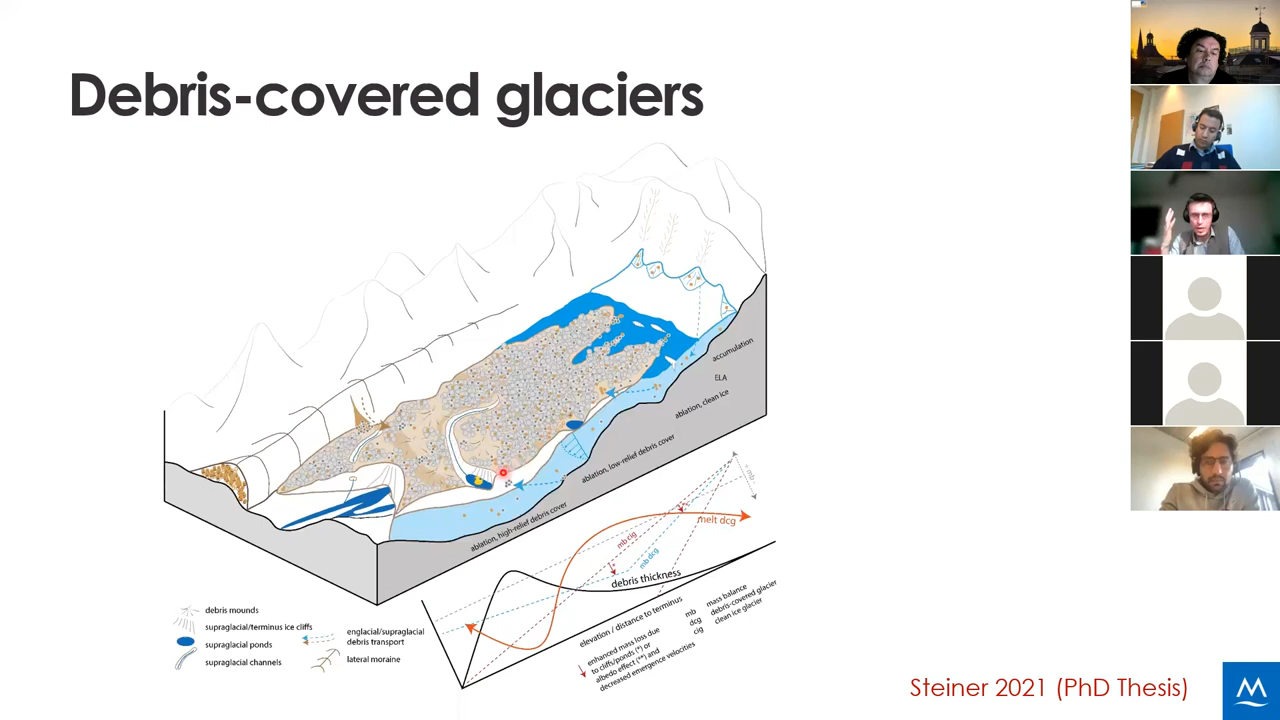 Debris-covered glaciers
accumulation
ELA
ablation, clean ice
ablation, low-relief debris cover
ablation, high-relief debris cover
- mb
melt dcg
mb cig
mb dcg
debris thickness
elevation / distance to terminus
mb mass balance
dcg debris-covered glacier
cig clean ice glacier
enhanced mass loss due
to cliffs/ponds (*) or
albedo effect (**) and
decreased emergence velocities
debris mounds
supraglacial/terminus ice cliffs
supraglacial ponds
supraglacial channels
englacial/supraglacial
debris transport
lateral moraine
Steiner 2021 (PhD Thesis)